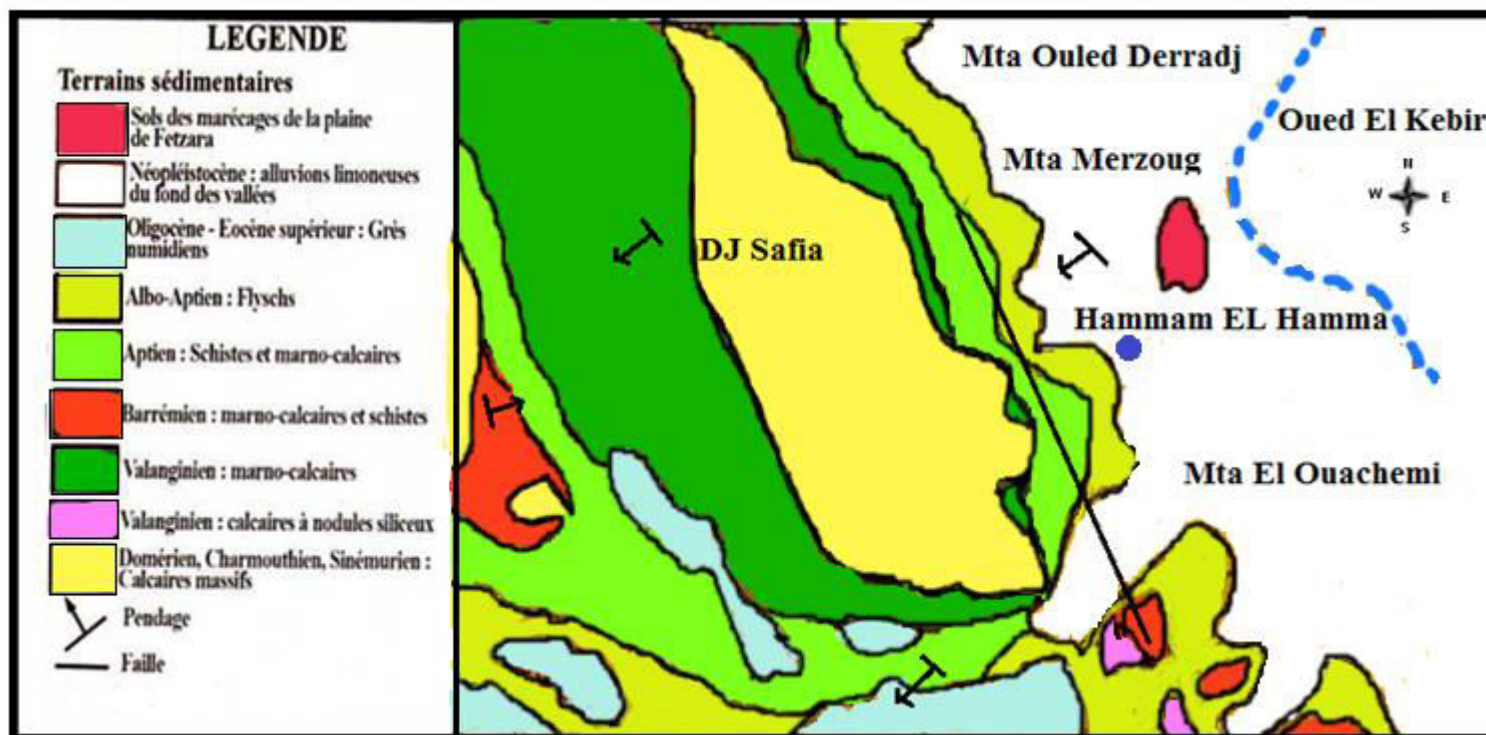 LEGENDE
Terrains sédimentaires
Sols des marécages de la plaine
de Fetzara
Néopléistocène : alluvions limoneuses
du fond des vallées
Oligocène - Eocène supérieur : Grès
numidiens
Albo-Aptien : Flyschs
Aptien : Schistes et marno-calcaires
Barrémien : marno-calcaires et schistes
Valanginien : marno-calcaires
Valanginien : calcaires à nodules siliceux
Domérien, Charmouthien, Sinémurien :
Calcaires massifs
Pendage
Faille
Mta Ouled Derradj
Oued El Kebir
Mta Merzoug
N
W E
S
DJ Safia
Hammam EL Hamma
Mta El Ouachemi